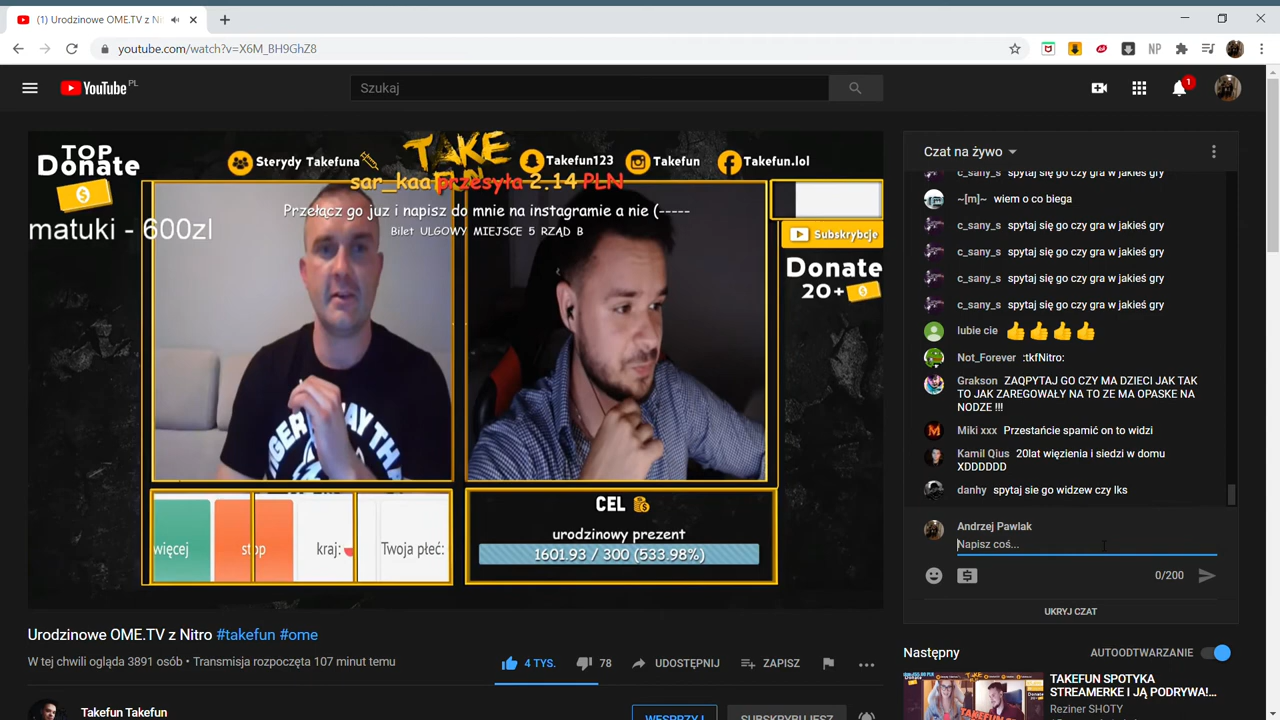 (1) Urodzinowe OME.TV z Nit
youtube.com/watch?v=X6M_BH9GhZ8
NP
YouTube PL
Szukaj
1
TOP
Donate
matuki - 600zl
Sterydy Takefuna
TAKE
Takefun123
Takefun
Takefun.lol
sar_kaa przesyła 2.14 PLN
Przełącz go juz i napisz do mnie na instagramie a nie (-----
Bilet ULGOWY MIEJSCE 5 RZĄD B
Subskrybcje
Donate
20+
więcej
stop
kraj:
Twoja płeć:
CEL
urodzinowy prezent
1601.93 / 300 (533.98%)
Czat na żywo
c_sany_s spytaj się go czy gra w jakieś gry
~[m]~ wiem o co biega
c_sany_s spytaj się go czy gra w jakieś gry
c_sany_s spytaj się go czy gra w jakieś gry
c_sany_s spytaj się go czy gra w jakieś gry
c_sany_s spytaj się go czy gra w jakieś gry
lubie cie 👍👍👍👍
Not_Forever :tkfNitro:
Grakson ZAQPYTAJ GO CZY MA DZIECI JAK TAK
TO JAK ZAREGOWAŁY NA TO ZE MA OPASKE NA
NODZE !!!
Miki xxx Przestańcie spamić on to widzi
Kamil Qius 20lat więzienia i siedzi w domu
XDDDDDD
danhy spytaj sie go widzew czy lks
Andrzej Pawlak
Napisz coś...
0/200
UKRYJ CZAT
Urodzinowe OME.TV z Nitro #takefun #ome
W tej chwili ogląda 3891 osób • Transmisja rozpoczęta 107 minut temu
4 TYS.
78
UDOSTĘPNIJ
ZAPISZ
Takefun Takefun
WESPRZYJ
SUBSKRYBUJESZ
Następny
AUTOODTWARZANIE
TAKEFUN SPOTYKA
STREAMERKE I JĄ PODRYWA!...
Reziner SHOTY